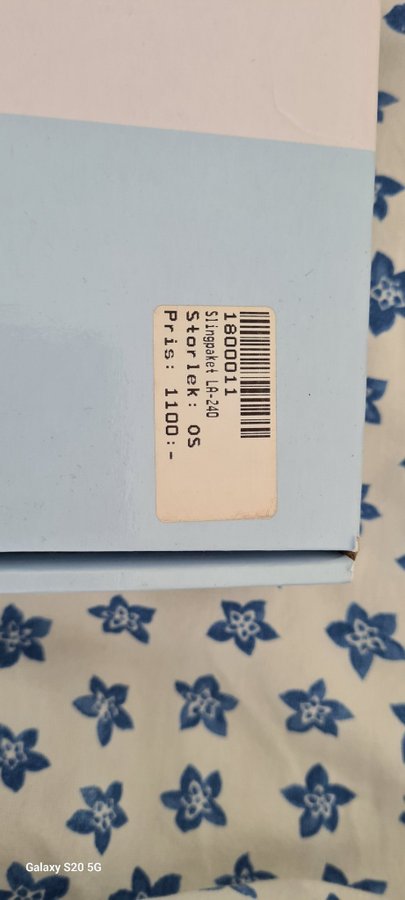 1800011
Slingpaket LA-240
Storlek: OS
Pris: 1100:-
Galaxy S20 5G